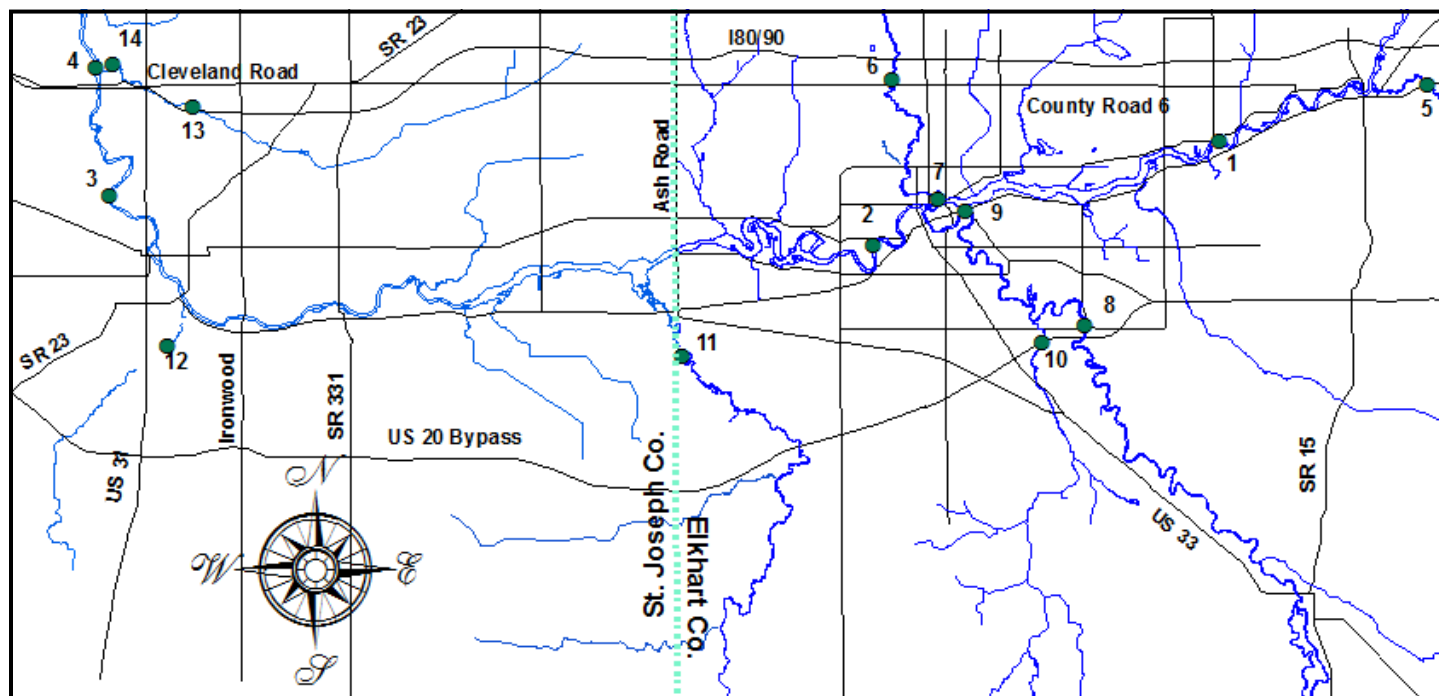 14
SR 23
I80/90
4
Cleveland Road
6
County Road 6
5
13
1
3
Ash Road
7
2
9
8
SR 23
12
Ironwood
SR 331
11
10
US 20 Bypass
US 31
N
SR 15
US 33
W
E
St. Joseph Co.
Elkhart Co.
S